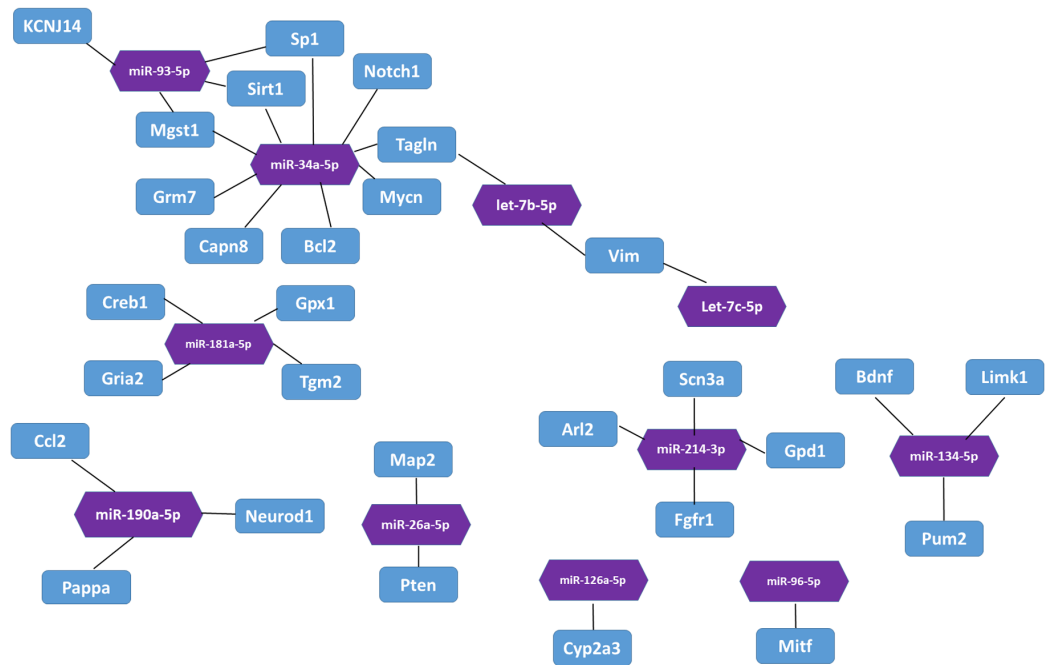 KCNJ14
Sp1
miR-93-5p
Notch1
Sirt1
Mgst1
Tagln
miR-34a-5p
Grm7
Mycn
let-7b-5p
Capn8
Bcl2
Vim
Creb1
Gpx1
Let-7c-5p
miR-181a-5p
Gria2
Tgm2
Scn3a
Bdnf
Limk1
Ccl2
Arl2
miR-214-3p
Gpd1
miR-134-5p
Map2
miR-190a-5p
Neurod1
miR-26a-5p
Fgfr1
Pum2
Pappa
Pten
miR-126a-5p
miR-96-5p
Cyp2a3
Mitf